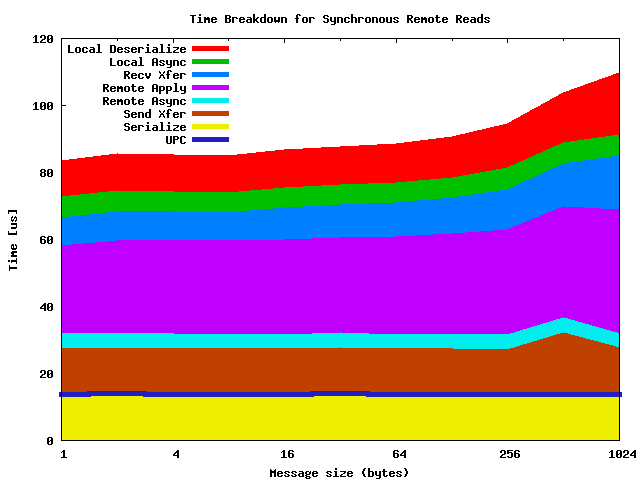 Time Breakdown for Synchronous Remote Reads
120
100
80
60
40
20
0
Time [us]
Local Deserialize
Local Async
Recv Xfer
Remote Apply
Remote Async
Send Xfer
Serialize
UPC
1 4 16 64 256 1024
Message size (bytes)